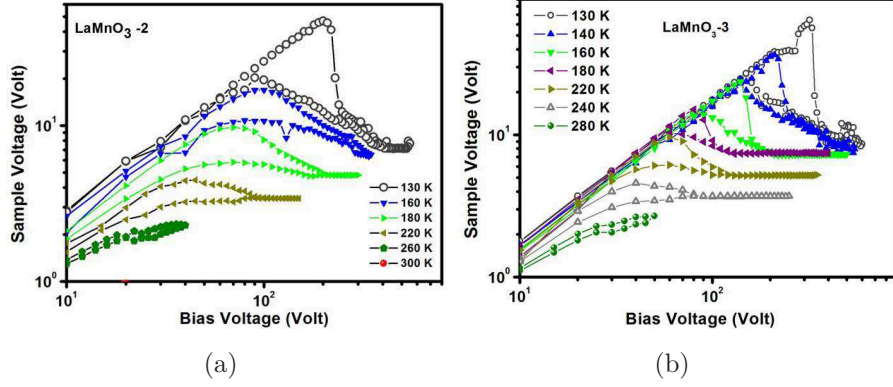 LaMnO3 -2
Sample Voltage (Volt)
10^1
10^0
10^1
10^2
Bias Voltage (Volt)
130 K
160 K
180 K
220 K
260 K
300 K
(a)
LaMnO3-3
Sample Voltage (Volt)
10^1
10^0
10^1
10^2
Bias Voltage (Volt)
130 K
140 K
160 K
180 K
220 K
240 K
280 K
(b)